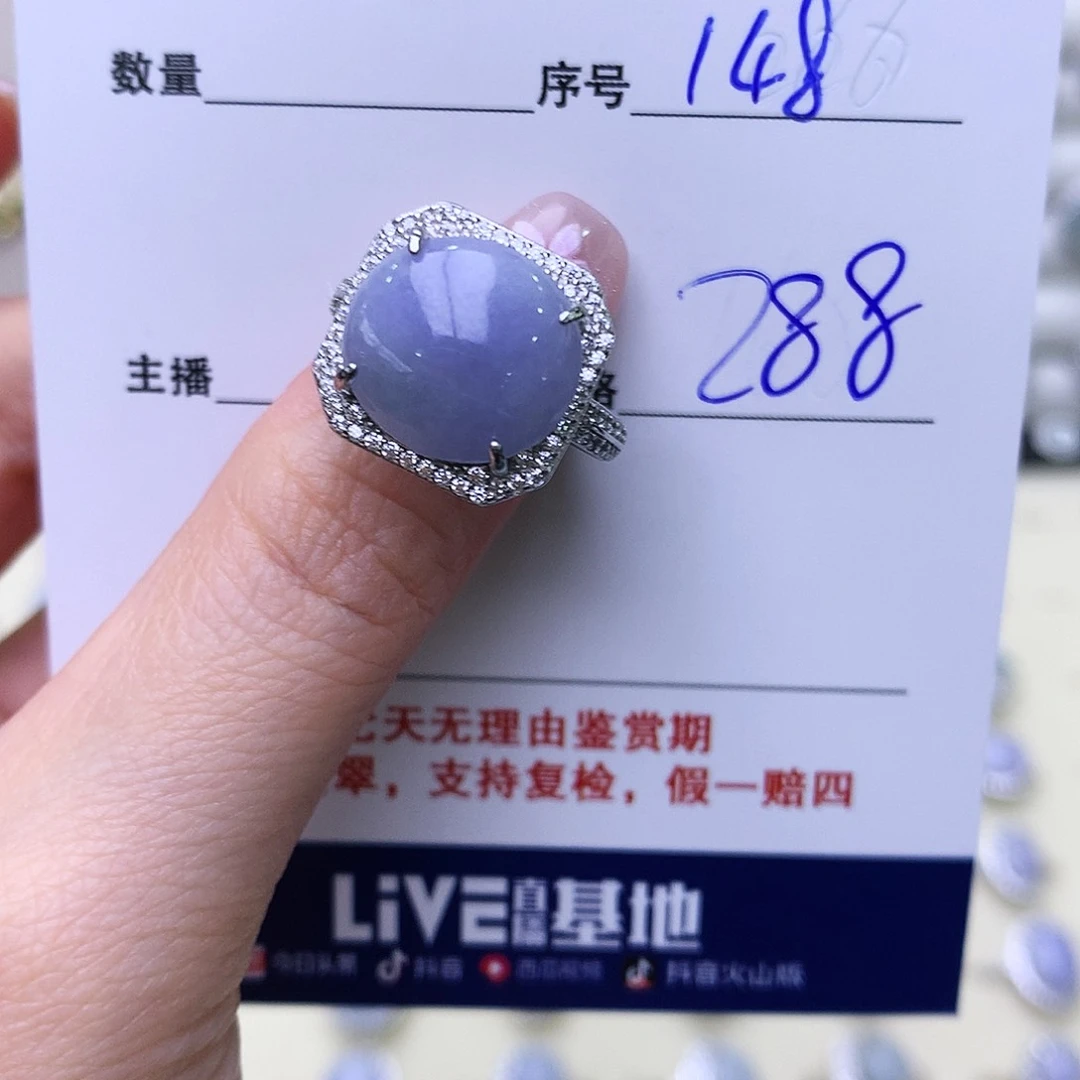 数量 序号 148
主播 格 288
七天无理由鉴赏期
翠，支持复检，假一赔四
LiVE直播基地
今日头条 抖音 西瓜视频 抖音火山版